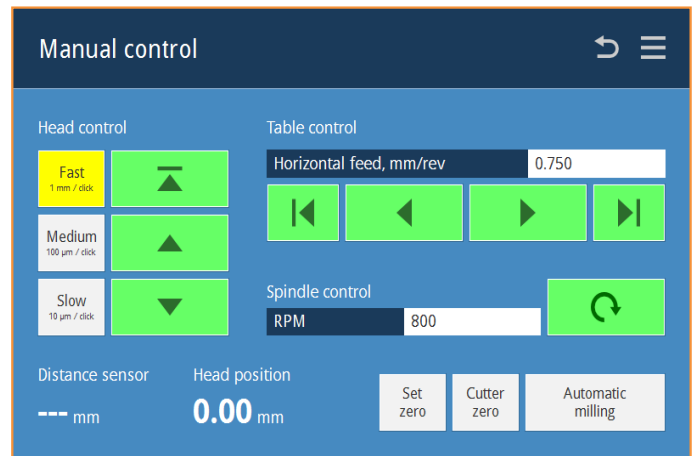 Manual control
Head control
Fast
1 mm / click
Medium
100 µm / click
Slow
10 µm / click
Table control
Horizontal feed, mm/rev 0.750
Spindle control
RPM 800
Distance sensor
--- mm
Head position
0.00 mm
Set
zero
Cutter
zero
Automatic
milling